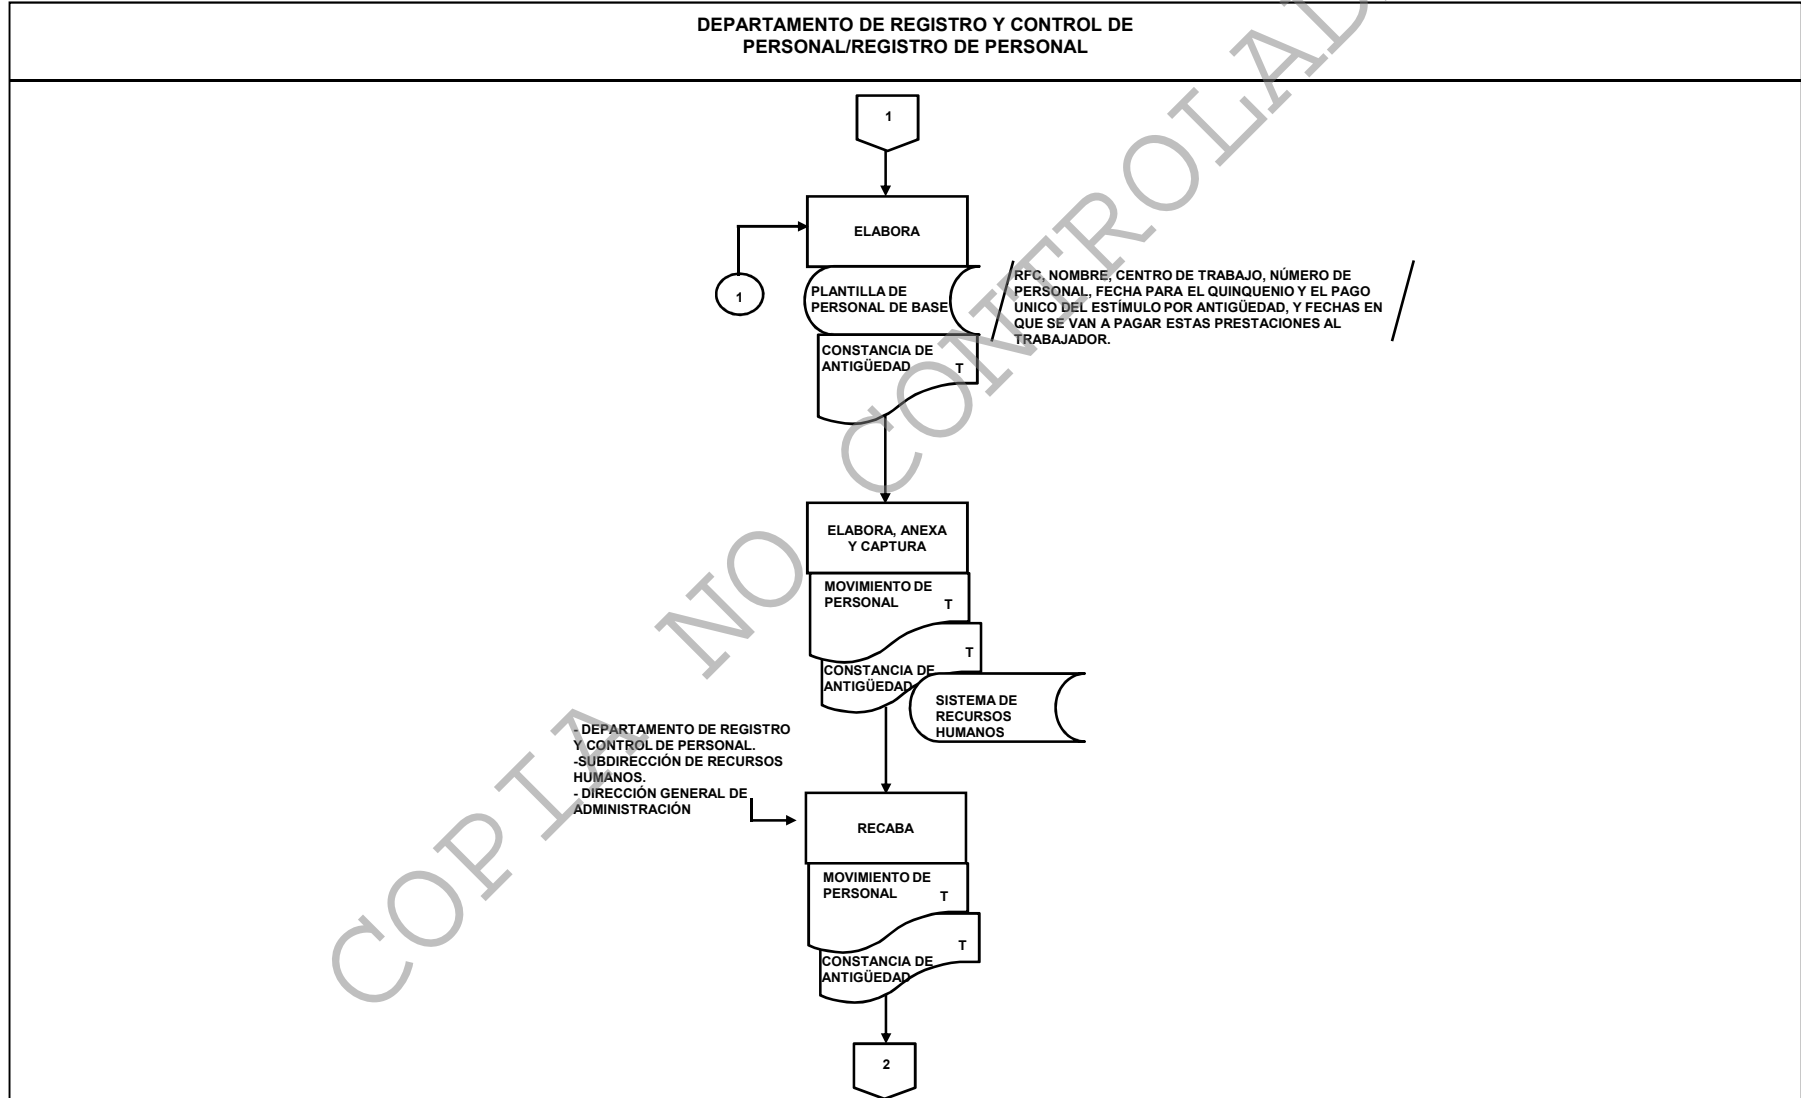 DEPARTAMENTO DE REGISTRO Y CONTROL DE
PERSONAL/REGISTRO DE PERSONAL
1
ELABORA
1
PLANTILLA DE
PERSONAL DE BASE
RFC, NOMBRE, CENTRO DE TRABAJO, NÚMERO DE
PERSONAL, FECHA PARA EL QUINQUENIO Y EL PAGO
UNICO DEL ESTÍMULO POR ANTIGÜEDAD, Y FECHAS EN
QUE SE VAN A PAGAR ESTAS PRESTACIONES AL
TRABAJADOR.
CONSTANCIA DE
ANTIGÜEDAD T
ELABORA, ANEXA
Y CAPTURA
MOVIMIENTO DE
PERSONAL T
T
CONSTANCIA DE
ANTIGÜEDAD
SISTEMA DE
RECURSOS
HUMANOS
- DEPARTAMENTO DE REGISTRO
Y CONTROL DE PERSONAL.
-SUBDIRECCIÓN DE RECURSOS
HUMANOS.
- DIRECCIÓN GENERAL DE
ADMINISTRACIÓN
RECABA
MOVIMIENTO DE
PERSONAL T
T
CONSTANCIA DE
ANTIGÜEDAD
2
COPIA NO CONTROLAD